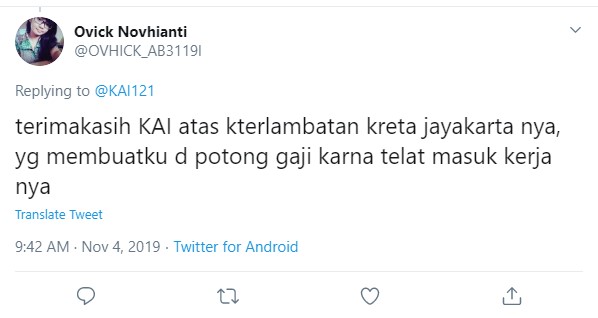 Ovick Novhianti
@OVHICK_AB3119I
Replying to @KAI121
terimakasih KAI atas kterlambatan kreta jayakarta nya,
yg membuatku d potong gaji karna telat masuk kerja
nya
Translate Tweet
9:42 AM · Nov 4, 2019 · Twitter for Android